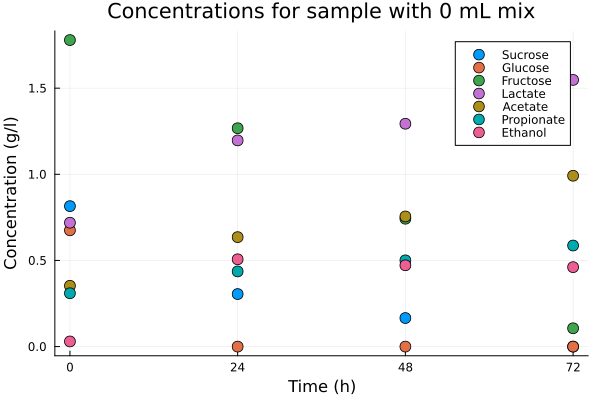 Concentrations for sample with 0 mL mix
Concentration (g/l)
1.5
1.0
0.5
0.0
Sucrose
Glucose
Fructose
Lactate
Acetate
Propionate
Ethanol
0 24 48 72
Time (h)